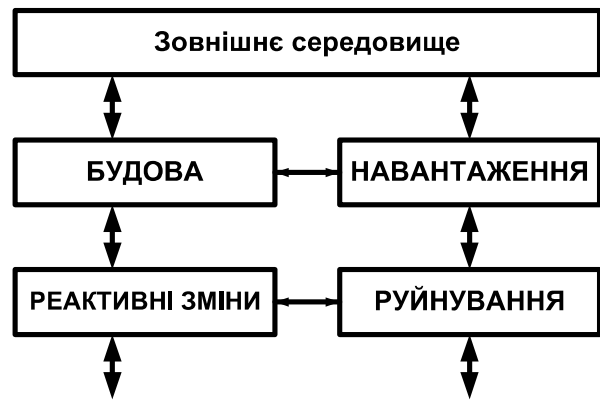 Зовнішнє середовище
БУДОВА
НАВАНТАЖЕННЯ
РЕАКТИВНІ ЗМІНИ
РУЙНУВАННЯ